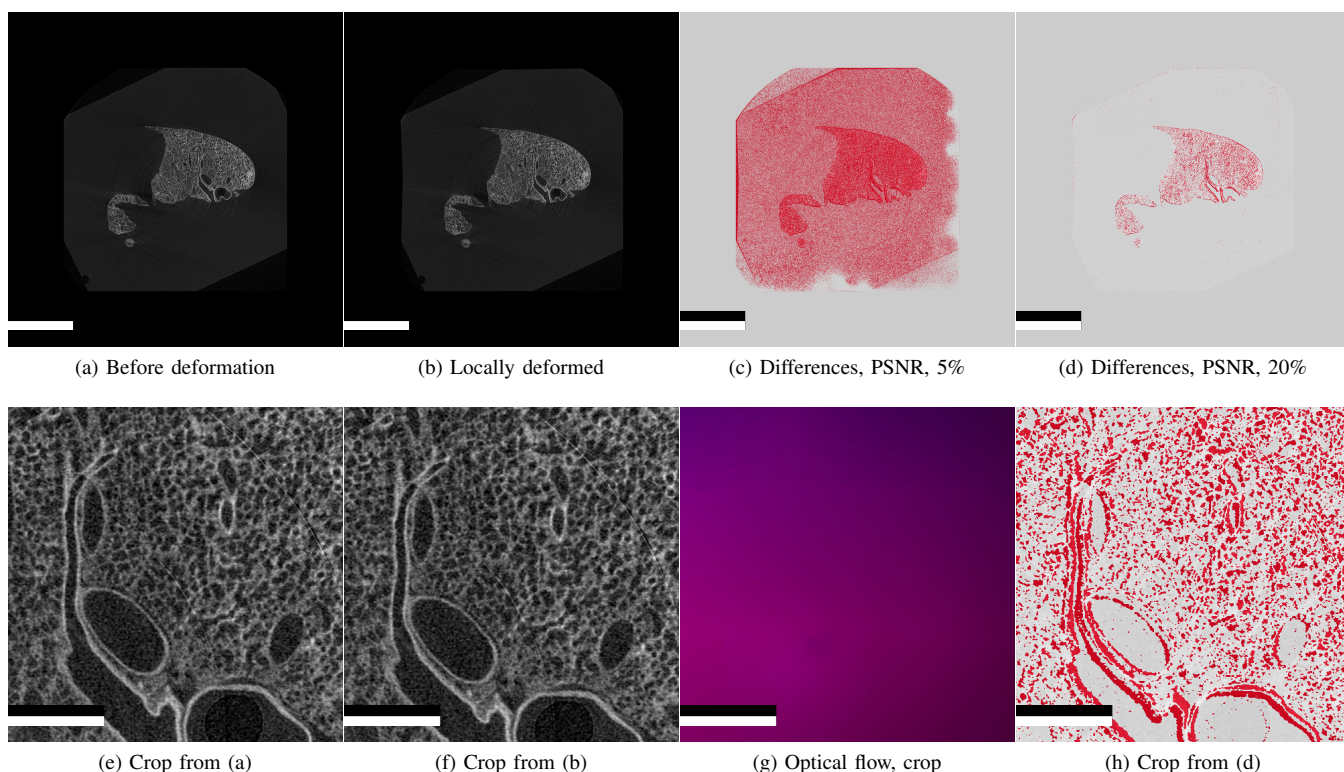 (a) Before deformation
(b) Locally deformed
(c) Differences, PSNR, 5%
(d) Differences, PSNR, 20%
(e) Crop from (a)
(f) Crop from (b)
(g) Optical flow, crop
(h) Crop from (d)